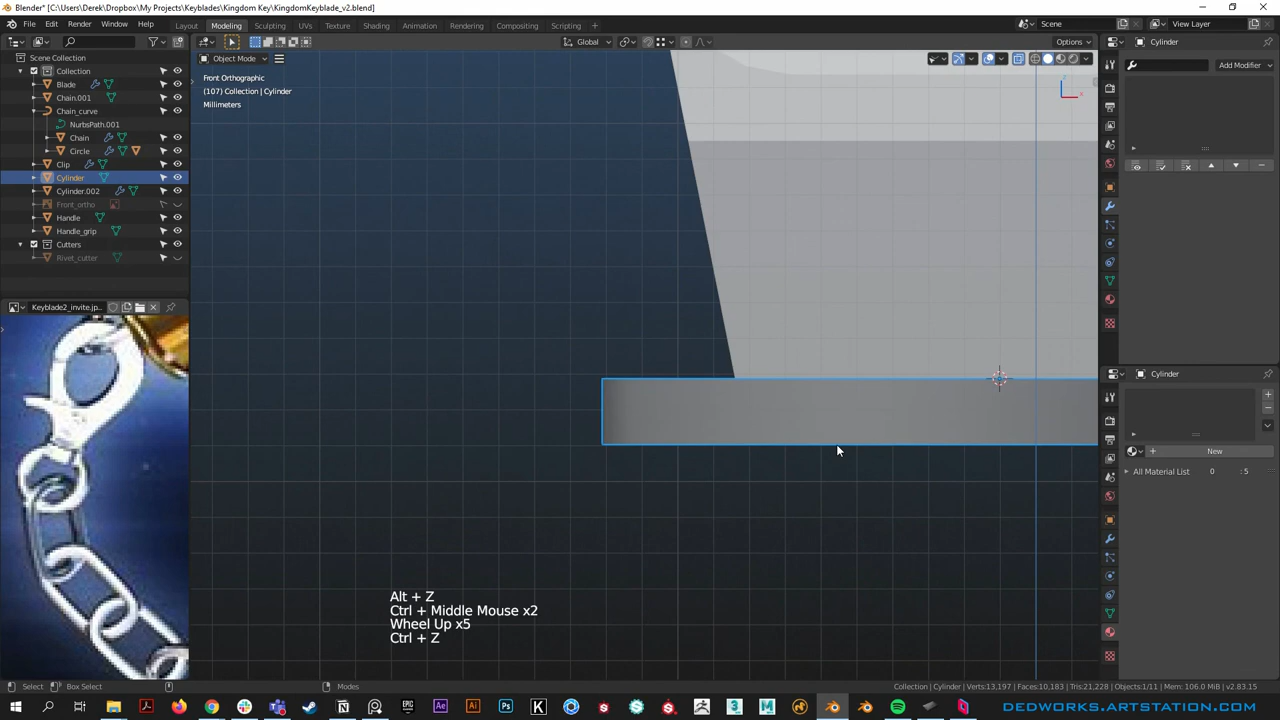 Blender* [C:\Users\Derek\Dropbox\My Projects\Keyblades\Kingdom Key\KingdomKeyblade_v2.blend]
File Edit Render Window Help Layout Modeling Sculpting UVs Texture Shading Animation Rendering Compositing Scripting Scene View Layer
Global Options
Object Mode
Scene Collection
Collection
Blade
Chain.001
Chain_curve
NurbsPath.001
Chain
Circle
Clip
Cylinder
Cylinder.002
Front_ortho
Handle
Handle_grip
Cutters
Rivet_cutter
Keyblade2_invite.jp..
Front Orthographic
(107) Collection | Cylinder
Millimeters
Alt + Z
Ctrl + Middle Mouse x2
Wheel Up x5
Ctrl + Z
Cylinder
Add Modifier
Cylinder
New
All Material List 0 : 5
Select Box Select Modes Collection | Cylinder | Verts:13,197 | Faces:10,183 | Tris:21,228 | Objects:1/11 | Mem: 106.0 MiB | v2.83.15
DEDWORKS.ARTSTATION.COM